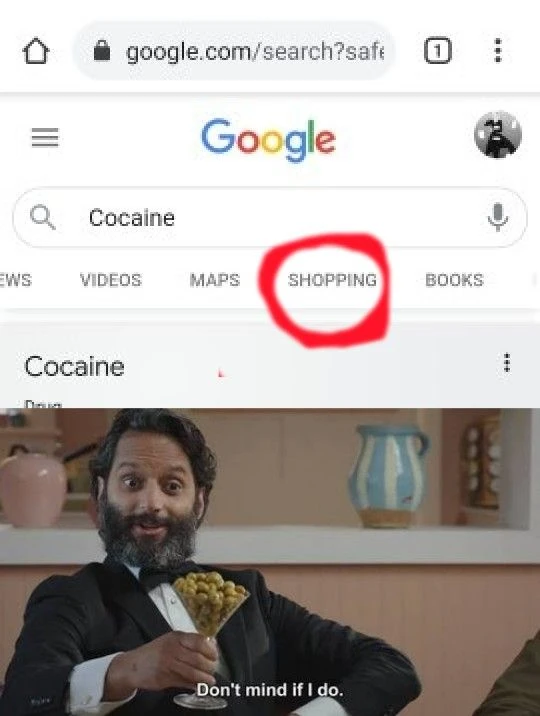 google.com/search?safe
1
Google
Cocaine
EWS VIDEOS MAPS SHOPPING BOOKS
Cocaine
Drug
Don't mind if I do.